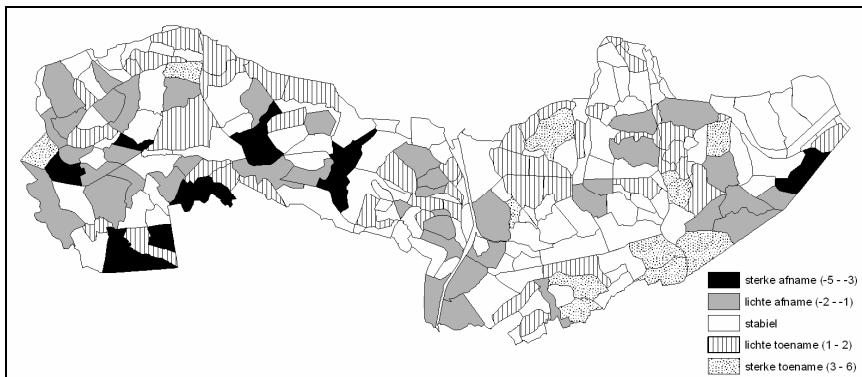 sterke afname (-5 - -3)
lichte afname (-2 - -1)
stabiel
lichte toename (1 - 2)
sterke toename (3 - 6)